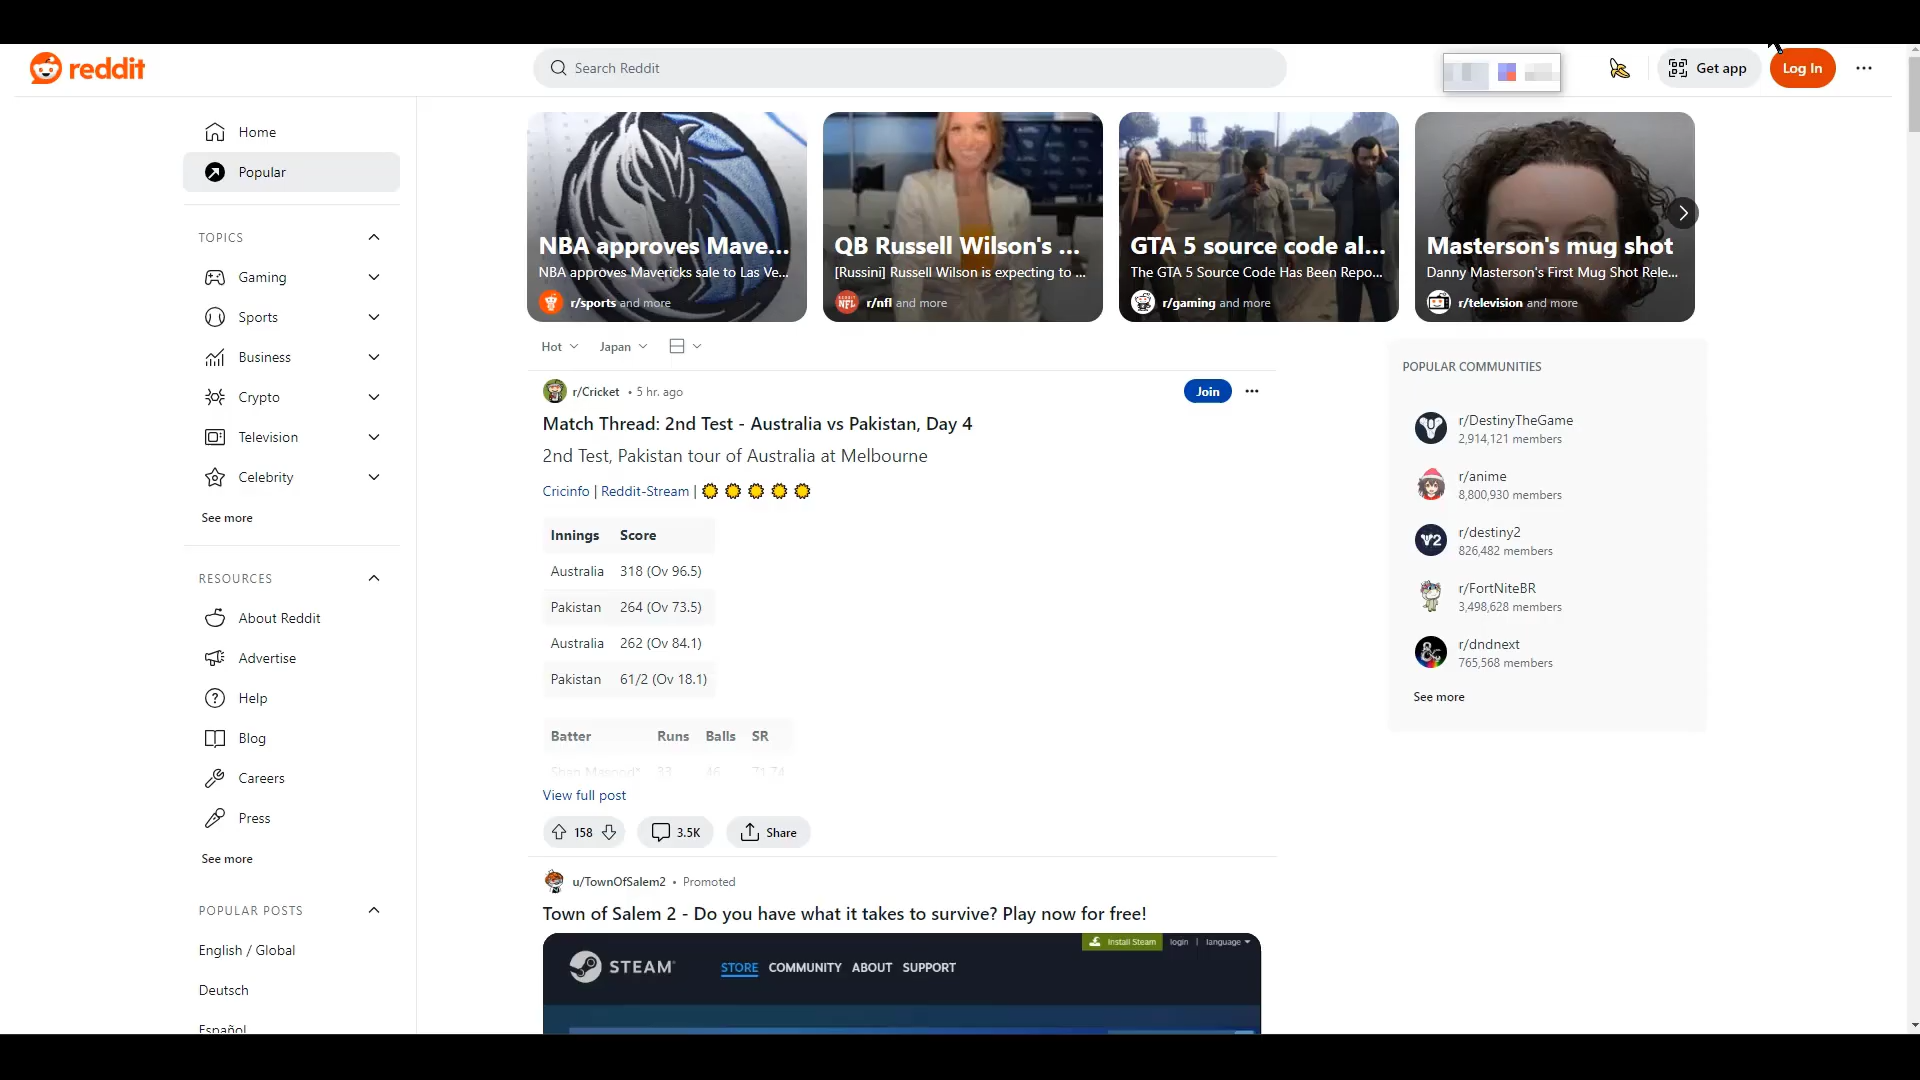 reddit
Search Reddit
Get app
Log In
Home
Popular
TOPICS
Gaming
Sports
Business
Crypto
Television
Celebrity
See more
RESOURCES
About Reddit
Advertise
Help
Blog
Careers
Press
See more
POPULAR POSTS
English / Global
Deutsch
Español
NBA approves Mave...
NBA approves Mavericks sale to Las Ve...
r/sports and more
QB Russell Wilson's ...
[Russini] Russell Wilson is expecting to ...
NFL
r/nfl and more
GTA 5 source code al...
The GTA 5 Source Code Has Been Repo...
r/gaming and more
Masterson's mug shot
Danny Masterson's First Mug Shot Rele...
r/television and more
Hot
Japan
r/Cricket • 5 hr. ago
Join
Match Thread: 2nd Test - Australia vs Pakistan, Day 4
2nd Test, Pakistan tour of Australia at Melbourne
Cricinfo | Reddit-Stream |
Innings Score
Australia 318 (Ov 96.5)
Pakistan 264 (Ov 73.5)
Australia 262 (Ov 84.1)
Pakistan 61/2 (Ov 18.1)
Batter Runs Balls SR
Shan Masood* 33 46 71.74
View full post
158
3.5K
Share
u/TownOfSalem2 • Promoted
Town of Salem 2 - Do you have what it takes to survive? Play now for free!
Install Steam login | language
STEAM STORE COMMUNITY ABOUT SUPPORT
POPULAR COMMUNITIES
r/DestinyTheGame
2,914,121 members
r/anime
8,800,930 members
r/destiny2
826,482 members
r/FortNiteBR
3,498,628 members
r/dndnext
765,568 members
See more